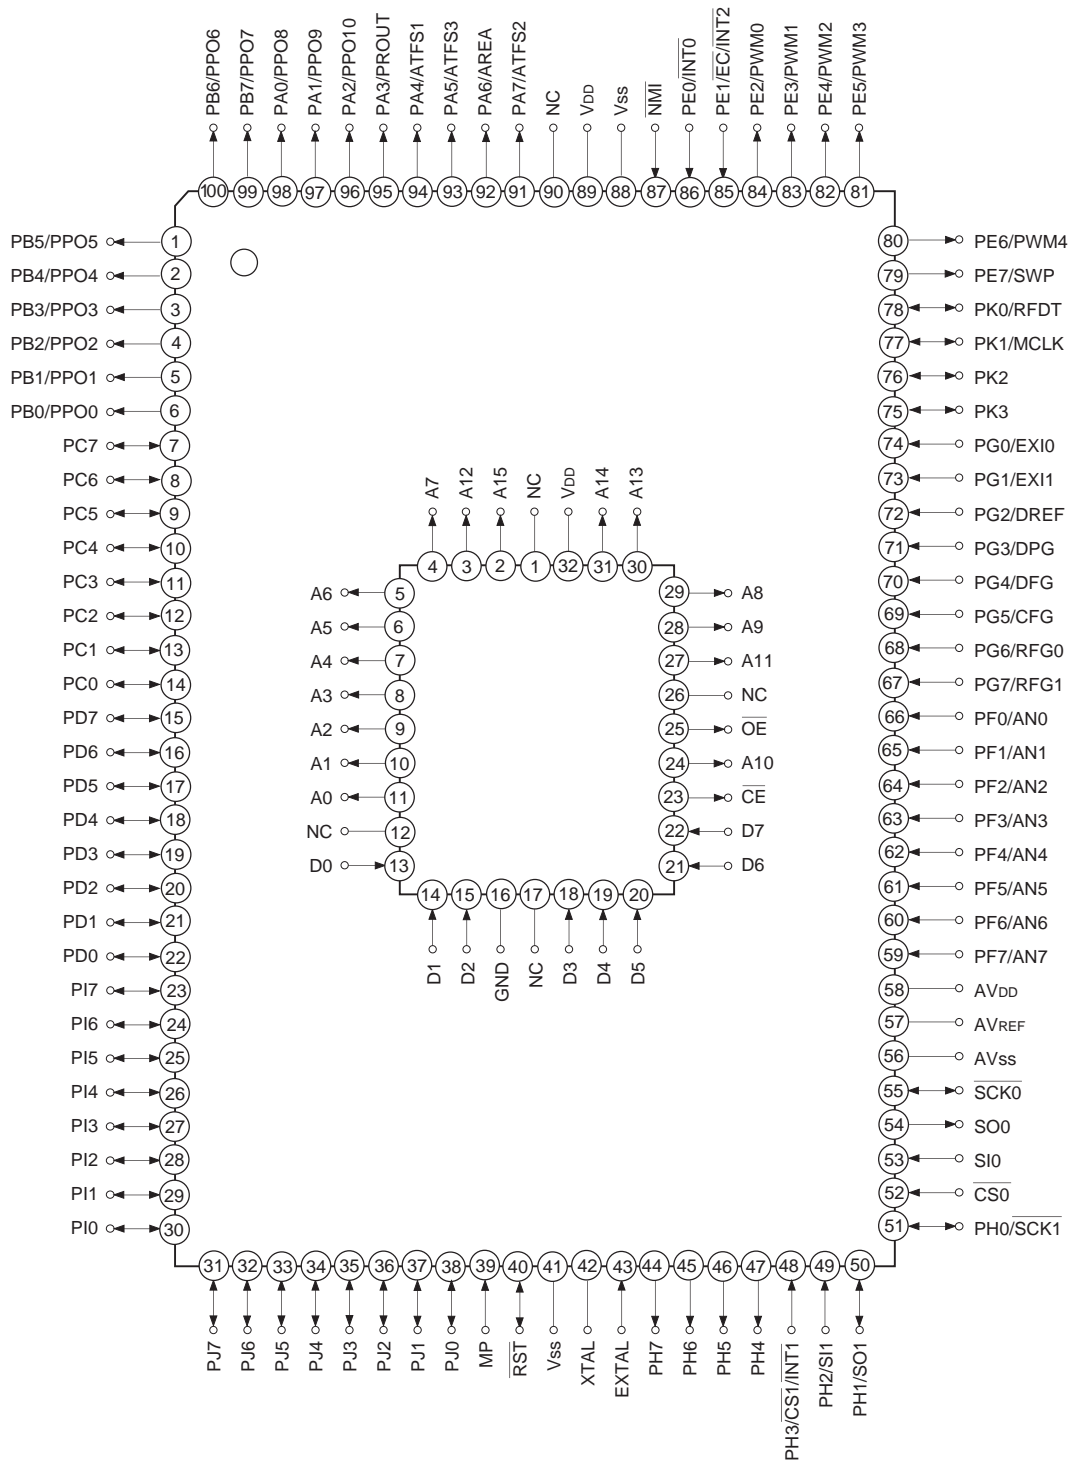 PB6/PPO6
PB7/PPO7
PA0/PPO8
PA1/PPO9
PA2/PPO10
PA3/PROUT
PA4/ATFS1
PA5/ATFS3
PA6/AREA
PA7/ATFS2
NC
VDD
Vss
NMI
PE0/INT0
PE1/EC/INT2
PE2/PWM0
PE3/PWM1
PE4/PWM2
PE5/PWM3
100 99 98 97 96 95 94 93 92 91 90 89 88 87 86 85 84 83 82 81
PB5/PPO5 1
PB4/PPO4 2
PB3/PPO3 3
PB2/PPO2 4
PB1/PPO1 5
PB0/PPO0 6
PC7 7
PC6 8
PC5 9
PC4 10
PC3 11
PC2 12
PC1 13
PC0 14
PD7 15
PD6 16
PD5 17
PD4 18
PD3 19
PD2 20
PD1 21
PD0 22
PI7 23
PI6 24
PI5 25
PI4 26
PI3 27
PI2 28
PI1 29
PI0 30
A7
A12
A15
NC
VDD
A14
A13
4 3 2 1 32 31 30
A6 5
A5 6
A4 7
A3 8
A2 9
A1 10
A0 11
NC 12
D0 13
29 A8
28 A9
27 A11
26 NC
25 OE
24 A10
23 CE
22 D7
21 D6
14 15 16 17 18 19 20
D1
D2
GND
NC
D3
D4
D5
80 PE6/PWM4
79 PE7/SWP
78 PK0/RFDT
77 PK1/MCLK
76 PK2
75 PK3
74 PG0/EXI0
73 PG1/EXI1
72 PG2/DREF
71 PG3/DPG
70 PG4/DFG
69 PG5/CFG
68 PG6/RFG0
67 PG7/RFG1
66 PF0/AN0
65 PF1/AN1
64 PF2/AN2
63 PF3/AN3
62 PF4/AN4
61 PF5/AN5
60 PF6/AN6
59 PF7/AN7
58 AVDD
57 AVREF
56 AVss
55 SCK0
54 SO0
53 SI0
52 CS0
51 PH0/SCK1
31 32 33 34 35 36 37 38 39 40 41 42 43 44 45 46 47 48 49 50
PJ7
PJ6
PJ5
PJ4
PJ3
PJ2
PJ1
PJ0
MP
RST
Vss
XTAL
EXTAL
PH7
PH6
PH5
PH4
PH3/CS1/INT1
PH2/SI1
PH1/SO1